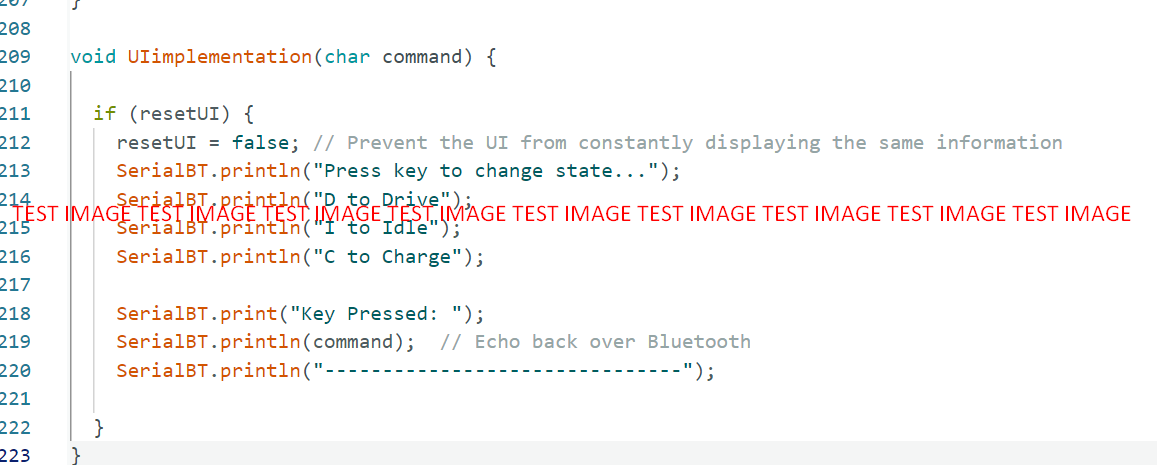 207 }
208
209 void UIimplementation(char command) {
210
211 if (resetUI) {
212 resetUI = false; // Prevent the UI from constantly displaying the same information
213 SerialBT.println("Press key to change state...");
214 SerialBT.println("D to Drive");
TEST IMAGE TEST IMAGE TEST IMAGE TEST IMAGE TEST IMAGE TEST IMAGE TEST IMAGE TEST IMAGE TEST IMAGE
215 SerialBT.println("I to Idle");
216 SerialBT.println("C to Charge");
217
218 SerialBT.print("Key Pressed: ");
219 SerialBT.println(command); // Echo back over Bluetooth
220 SerialBT.println("-------------------------------");
221
222 }
223 }